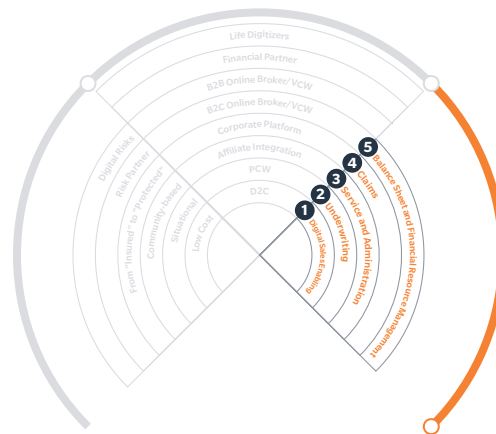 Life Digitizers
Financial Partner
B2B Online Broker/VCW
B2C Online Broker/VCW
Corporate Platform
Affiliate Integration
PCW
D2C
Digital Risks
Risk Partner
From "Insured" to "Protected"
Community-based
Situational
Low Cost
1
Digital Sales Enabling
2
Underwriting
3
Service and Administration
4
Claims
5
Balance Sheet and Financial Resource Management